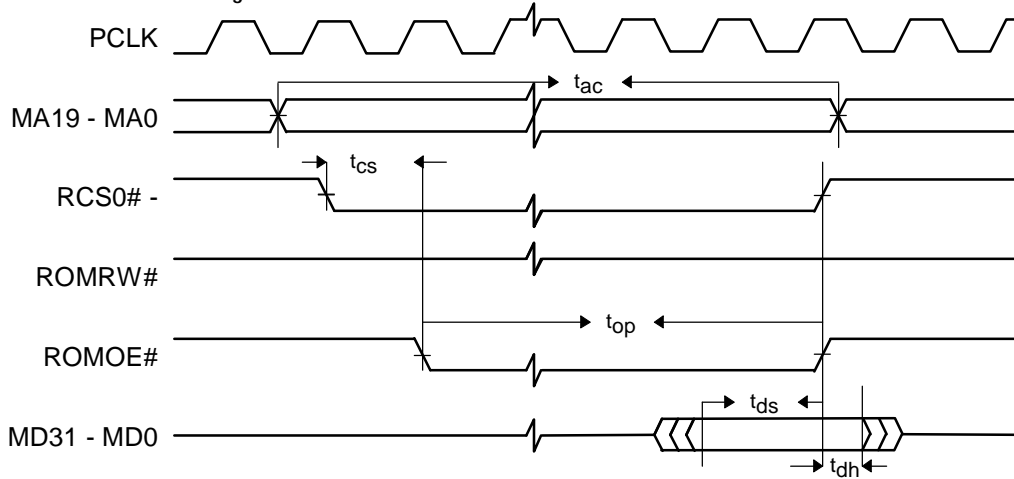 PCLK
tac
MA19 - MA0
tcs
RCS0# -
ROMRW#
top
ROMOE#
tds
MD31 - MD0
tdh